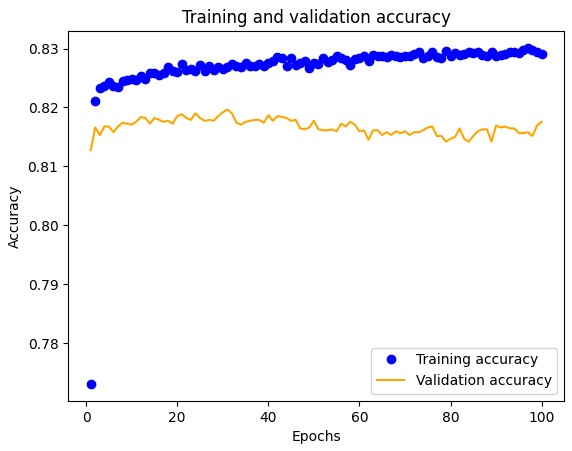 Training and validation accuracy
0.83
0.82
0.81
0.80
0.79
0.78
Accuracy
0
20
40
60
80
100
Epochs
Training accuracy
Validation accuracy